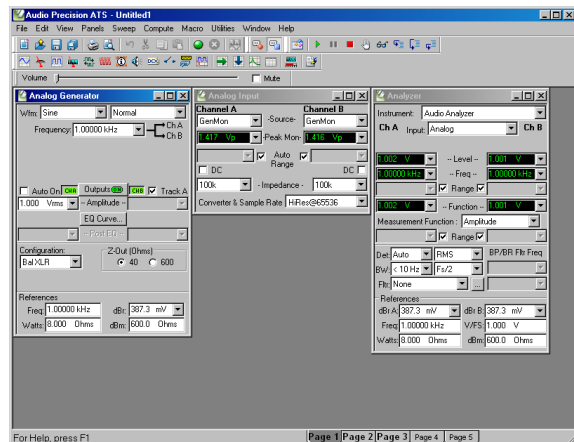 Audio Precision ATS - Untitled1
File Edit View Panels Sweep Compute Macro Utilities Window Help
Volume Mute
Analog Generator
Wfm: Sine Normal
Frequency: 1.00000 kHz Ch A
Ch B
Auto On CHA Outputs ON CHB Track A
1.000 Vrms -- Amplitude --
EQ Curve...
-- Post EQ --
Configuration: Z-Out (Ohms)
Bal XLR 40 600
References
Freq: 1.00000 kHz dBr: 387.3 mV
Watts: 8.000 Ohms dBm: 600.0 Ohms
Analog Input
Channel A Channel B
GenMon -Source- GenMon
1.417 Vp -Peak Mon- 1.416 Vp
Auto
Range
DC DC
100k - Impedance - 100k
Converter & Sample Rate HiRes@65536
Analyzer
Instrument: Audio Analyzer
Ch A Input: Analog Ch B
1.002 V -- Level -- 1.001 V
1.00000 kHz -- Freq -- 1.00000 kHz
Range
1.002 V -- Function -- 1.001 V
Measurement Function: Amplitude
Range
Det: Auto RMS BP/BR Fltr Freq
BW: < 10 Hz Fs/2
Fltr: None ...
References
dBr A: 387.3 mV dBr B: 387.3 mV
Freq: 1.00000 kHz V/FS: 1.000 V
Watts: 8.000 Ohms dBm: 600.0 Ohms
For Help, press F1 Page 1 Page 2 Page 3 Page 4 Page 5